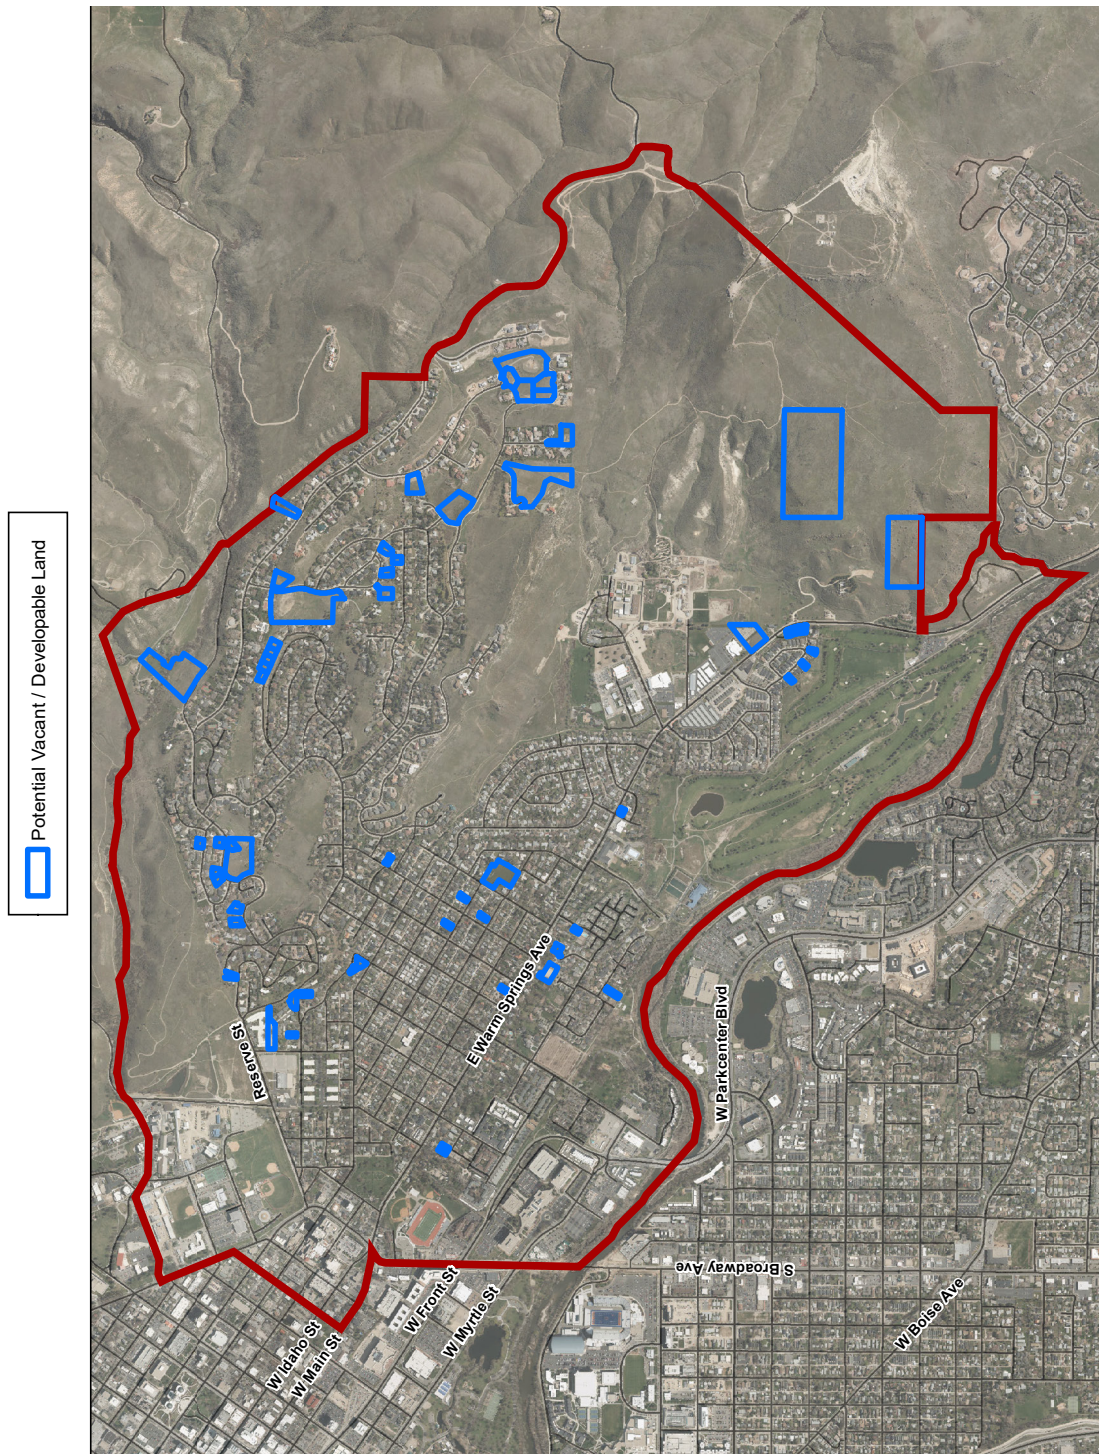 Potential Vacant / Developable Land
Reserve St
E Warm Springs Ave
W Parkcenter Blvd
W Idaho St
W Main St
W Front St
W Myrtle St
S Broadway Ave
W Boise Ave